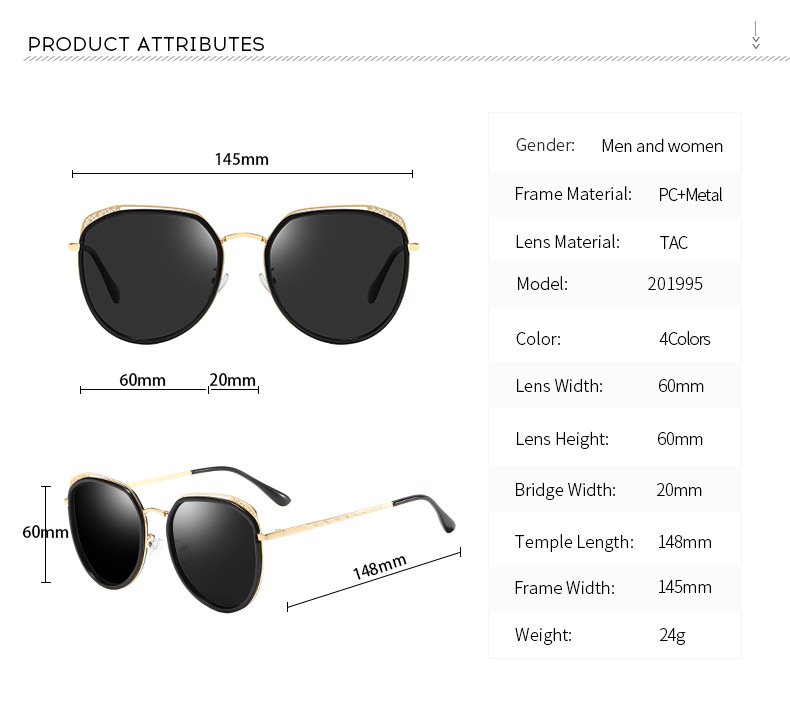 PRODUCT ATTRIBUTES
145mm
60mm 20mm
60mm
148mm
Gender: Men and women
Frame Material: PC+Metal
Lens Material: TAC
Model: 201995
Color: 4Colors
Lens Width: 60mm
Lens Height: 60mm
Bridge Width: 20mm
Temple Length: 148mm
Frame Width: 145mm
Weight: 24g